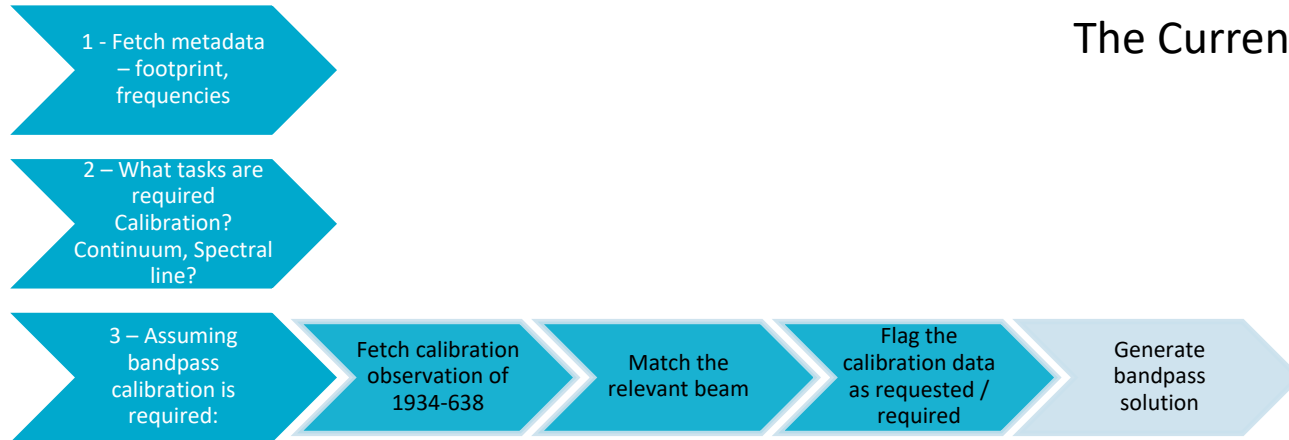 The Curren
1 - Fetch metadata
– footprint,
frequencies
2 – What tasks are
required
Calibration?
Continuum, Spectral
line?
3 – Assuming
bandpass
calibration is
required:
Fetch calibration
observation of
1934-638
Match the
relevant beam
Flag the
calibration data
as requested /
required
Generate
bandpass
solution